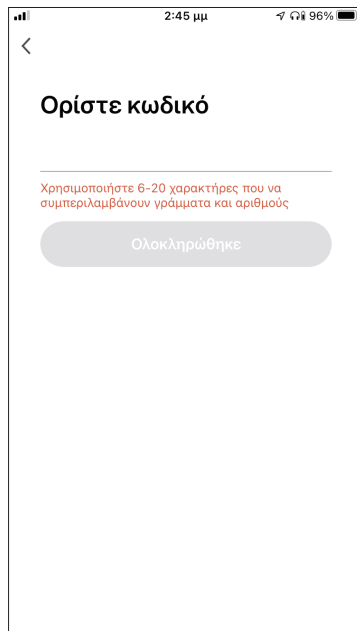 2:45 μμ 96%
Ορίστε κωδικό
Χρησιμοποιήστε 6-20 χαρακτήρες που να
συμπεριλαμβάνουν γράμματα και αριθμούς
Ολοκληρώθηκε